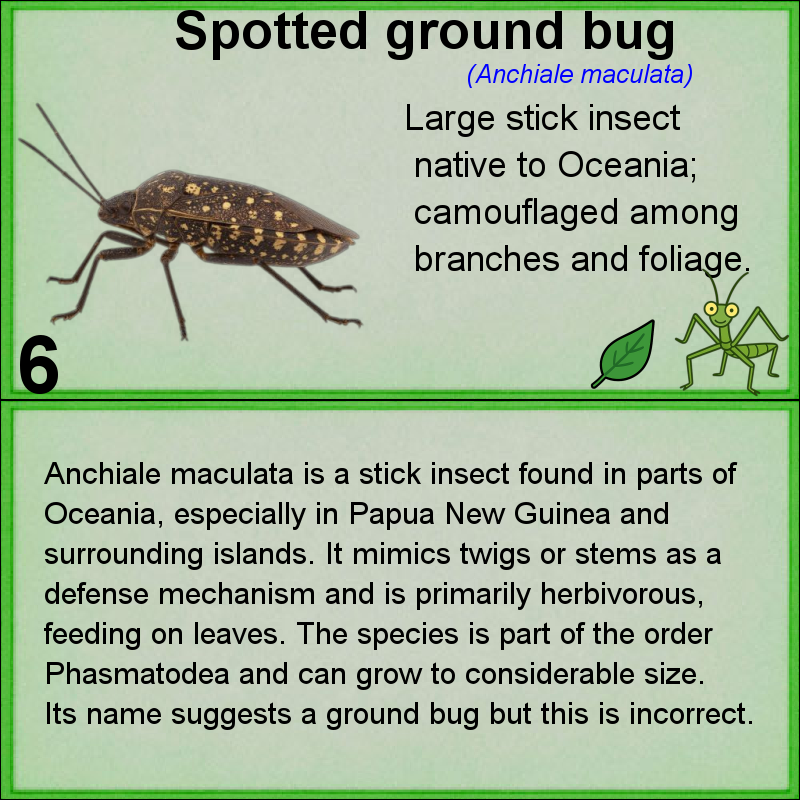 Spotted ground bug
(Anchiale maculata)
Large stick insect
native to Oceania;
camouflaged among
branches and foliage.
6
Anchiale maculata is a stick insect found in parts of
Oceania, especially in Papua New Guinea and
surrounding islands. It mimics twigs or stems as a
defense mechanism and is primarily herbivorous,
feeding on leaves. The species is part of the order
Phasmatodea and can grow to considerable size.
Its name suggests a ground bug but this is incorrect.